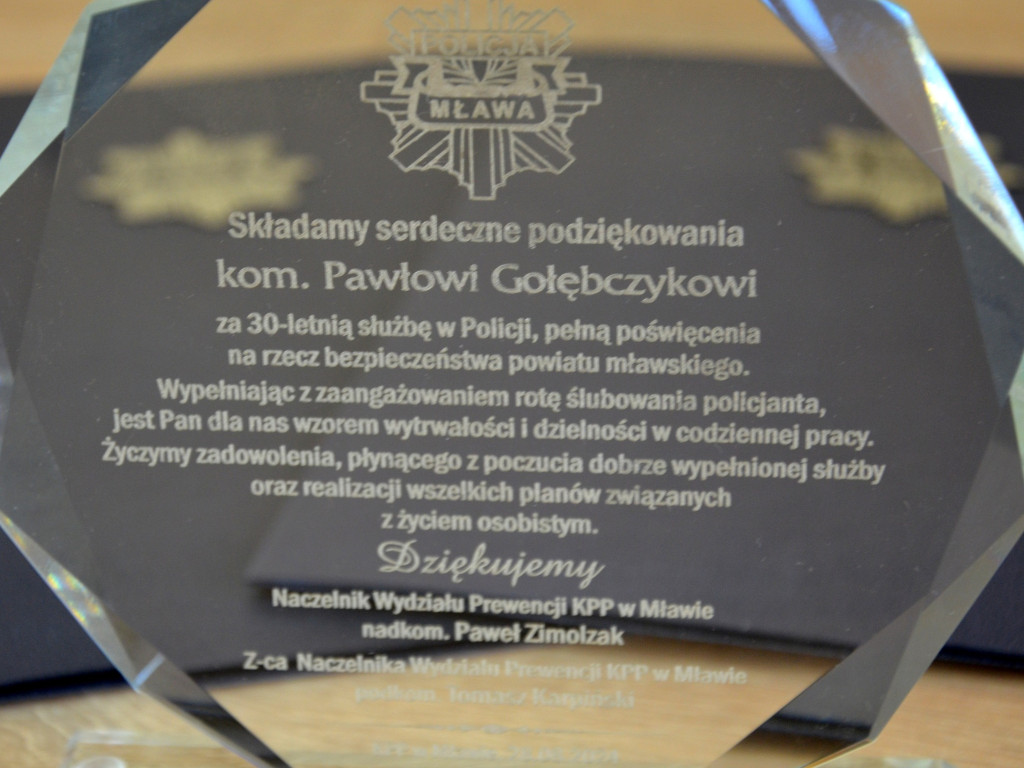 POLICJA
MŁAWA
Składamy serdeczne podziękowania
kom. Pawłowi Gołębczykowi
za 30-letnią służbę w Policji, pełną poświęcenia
na rzecz bezpieczeństwa powiatu mławskiego.
Wypełniając z zaangażowaniem rotę ślubowania policjanta,
jest Pan dla nas wzorem wytrwałości i dzielności w codziennej pracy.
Życzymy zadowolenia, płynącego z poczucia dobrze wypełnionej służby
oraz realizacji wszelkich planów związanych
z życiem osobistym.
Dziękujemy
Naczelnik Wydziału Prewencji KPP w Mławie
nadkom. Paweł Zimolzak
Z-ca Naczelnika Wydziału Prewencji KPP w Mławie
podkom. Tomasz Karpiński